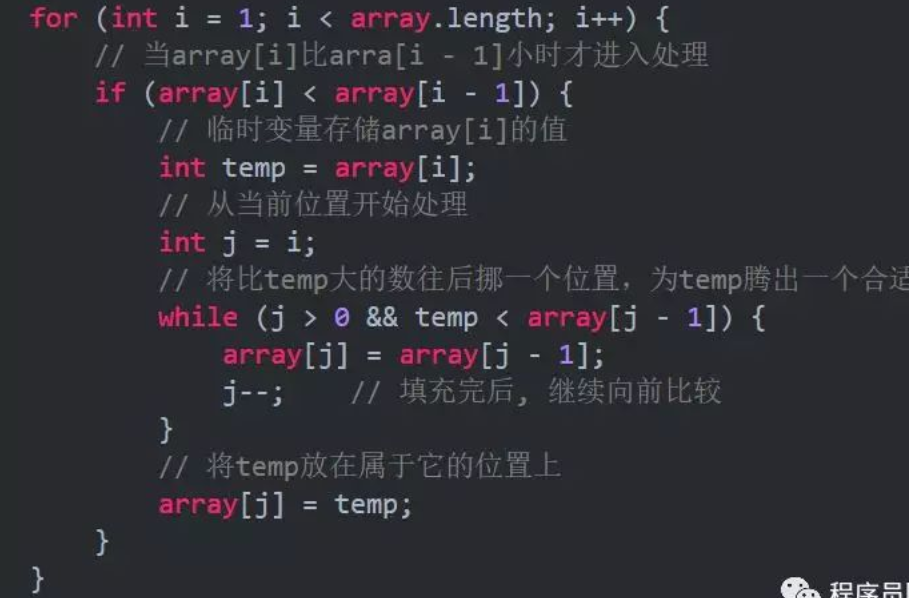 for (int i = 1; i < array.length; i++) {
// 当array[i]比arra[i - 1]小时才进入处理
if (array[i] < array[i - 1]) {
// 临时变量存储array[i]的值
int temp = array[i];
// 从当前位置开始处理
int j = i;
// 将比temp大的数往后挪一个位置，为temp腾出一个合适
while (j > 0 && temp < array[j - 1]) {
array[j] = array[j - 1];
j--;    // 填充完后, 继续向前比较
}
// 将temp放在属于它的位置上
array[j] = temp;
}
}
程序员